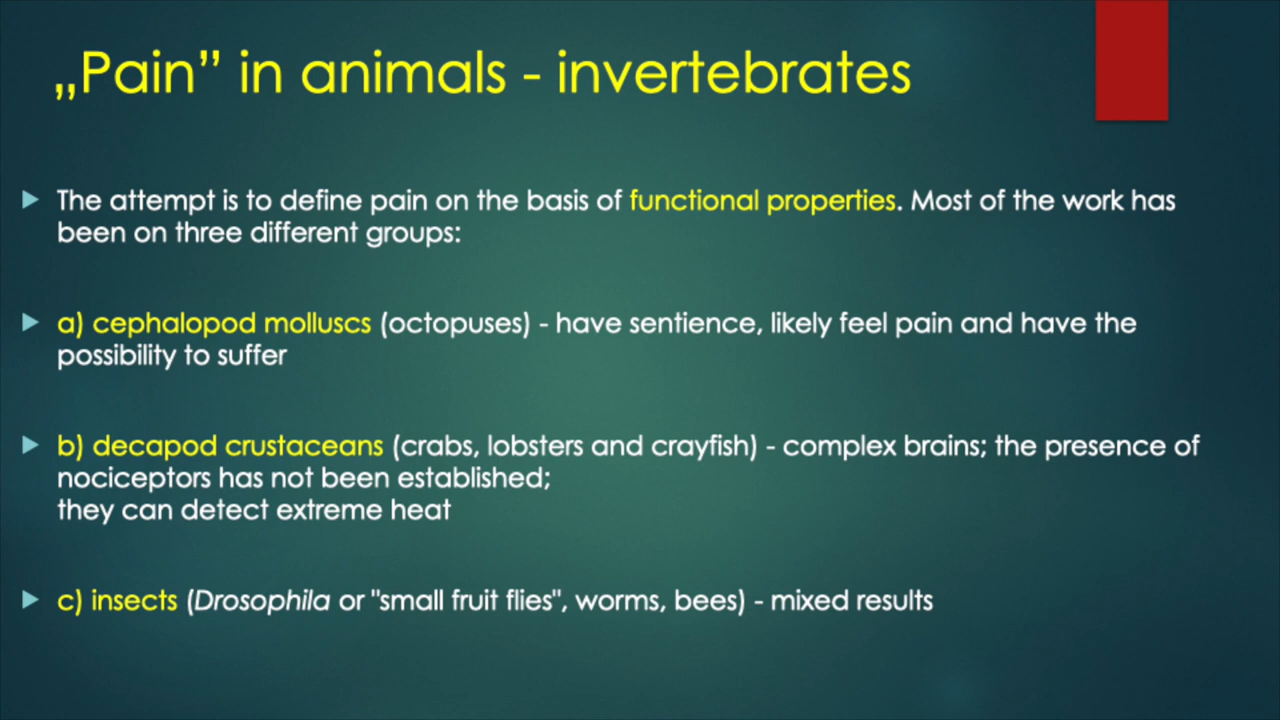 „Pain” in animals - invertebrates
The attempt is to define pain on the basis of functional properties. Most of the work has
been on three different groups:
a) cephalopod molluscs (octopuses) - have sentience, likely feel pain and have the
possibility to suffer
b) decapod crustaceans (crabs, lobsters and crayfish) - complex brains; the presence of
nociceptors has not been established;
they can detect extreme heat
c) insects (Drosophila or "small fruit flies", worms, bees) - mixed results